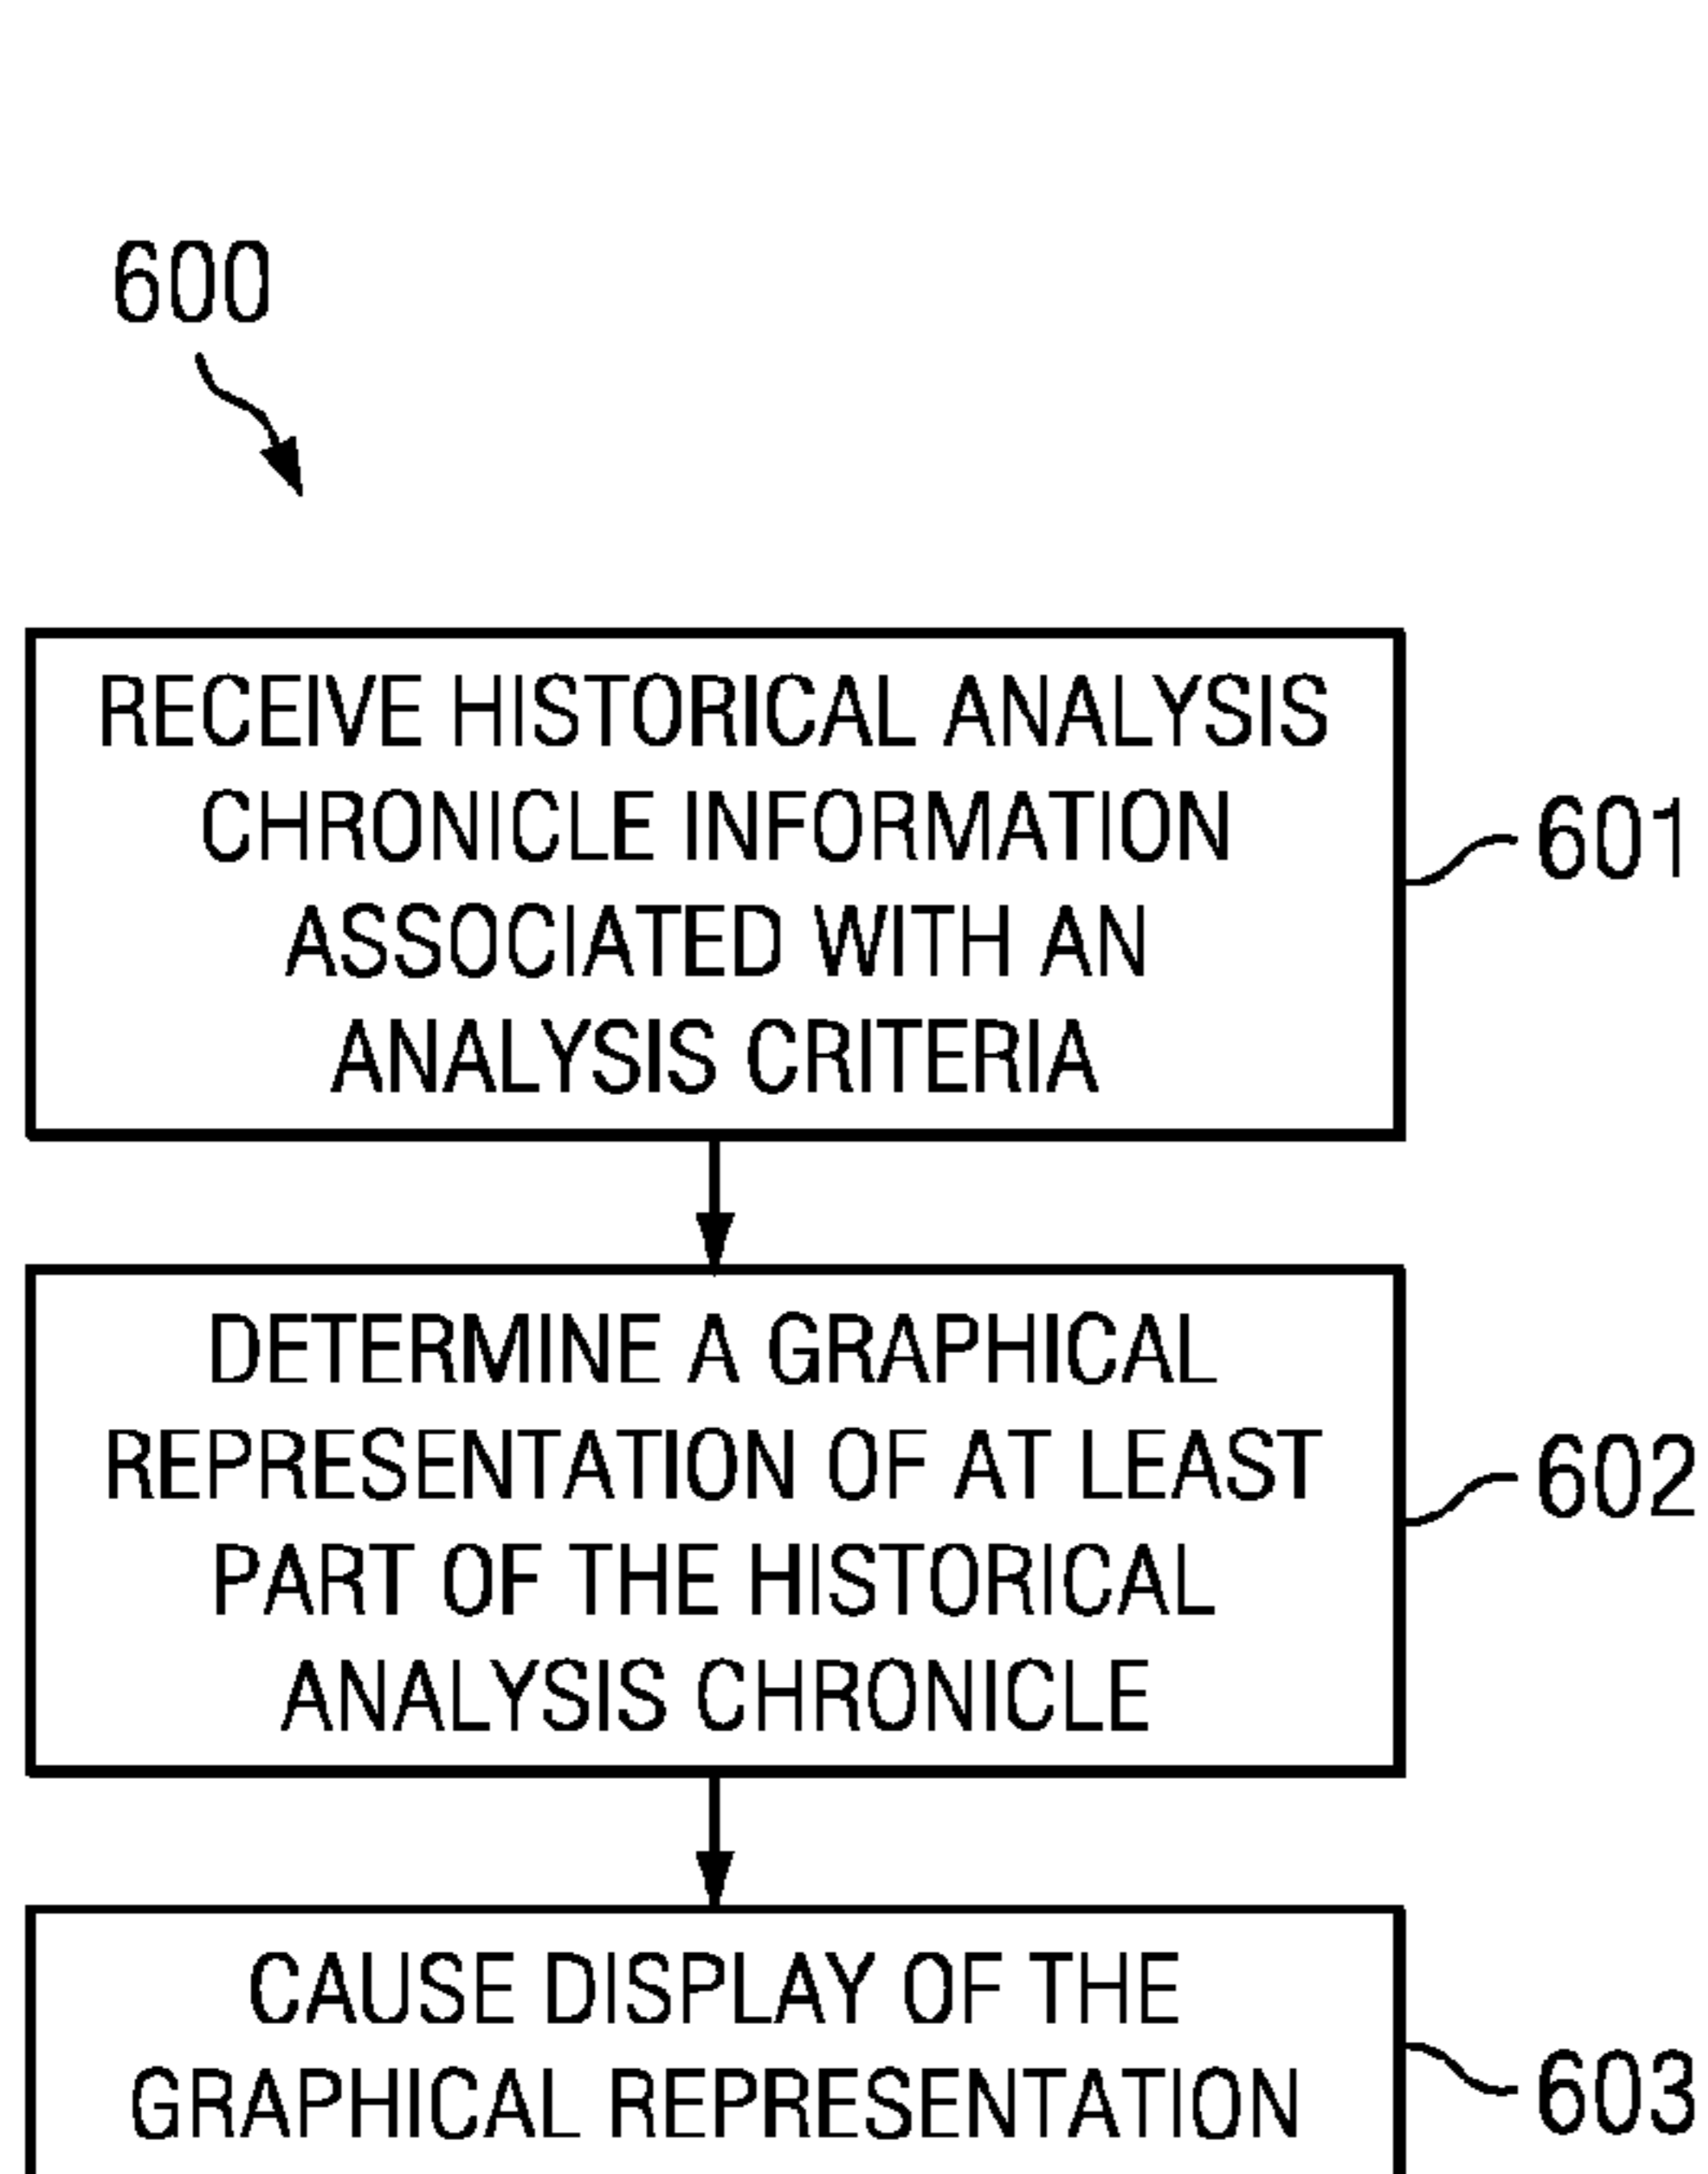 600
RECEIVE HISTORICAL ANALYSIS
CHRONICLE INFORMATION
ASSOCIATED WITH AN
ANALYSIS CRITERIA
601
DETERMINE A GRAPHICAL
REPRESENTATION OF AT LEAST
PART OF THE HISTORICAL
ANALYSIS CHRONICLE
602
CAUSE DISPLAY OF THE
GRAPHICAL REPRESENTATION
603